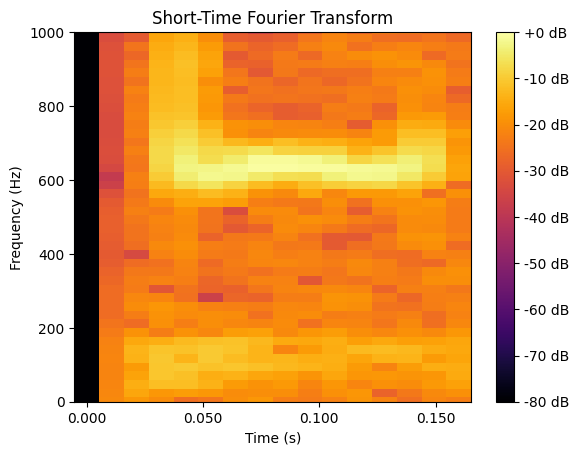 Short-Time Fourier Transform
1000
800
600
400
200
0
Frequency (Hz)
0.000
0.050
0.100
0.150
Time (s)
+0 dB
-10 dB
-20 dB
-30 dB
-40 dB
-50 dB
-60 dB
-70 dB
-80 dB